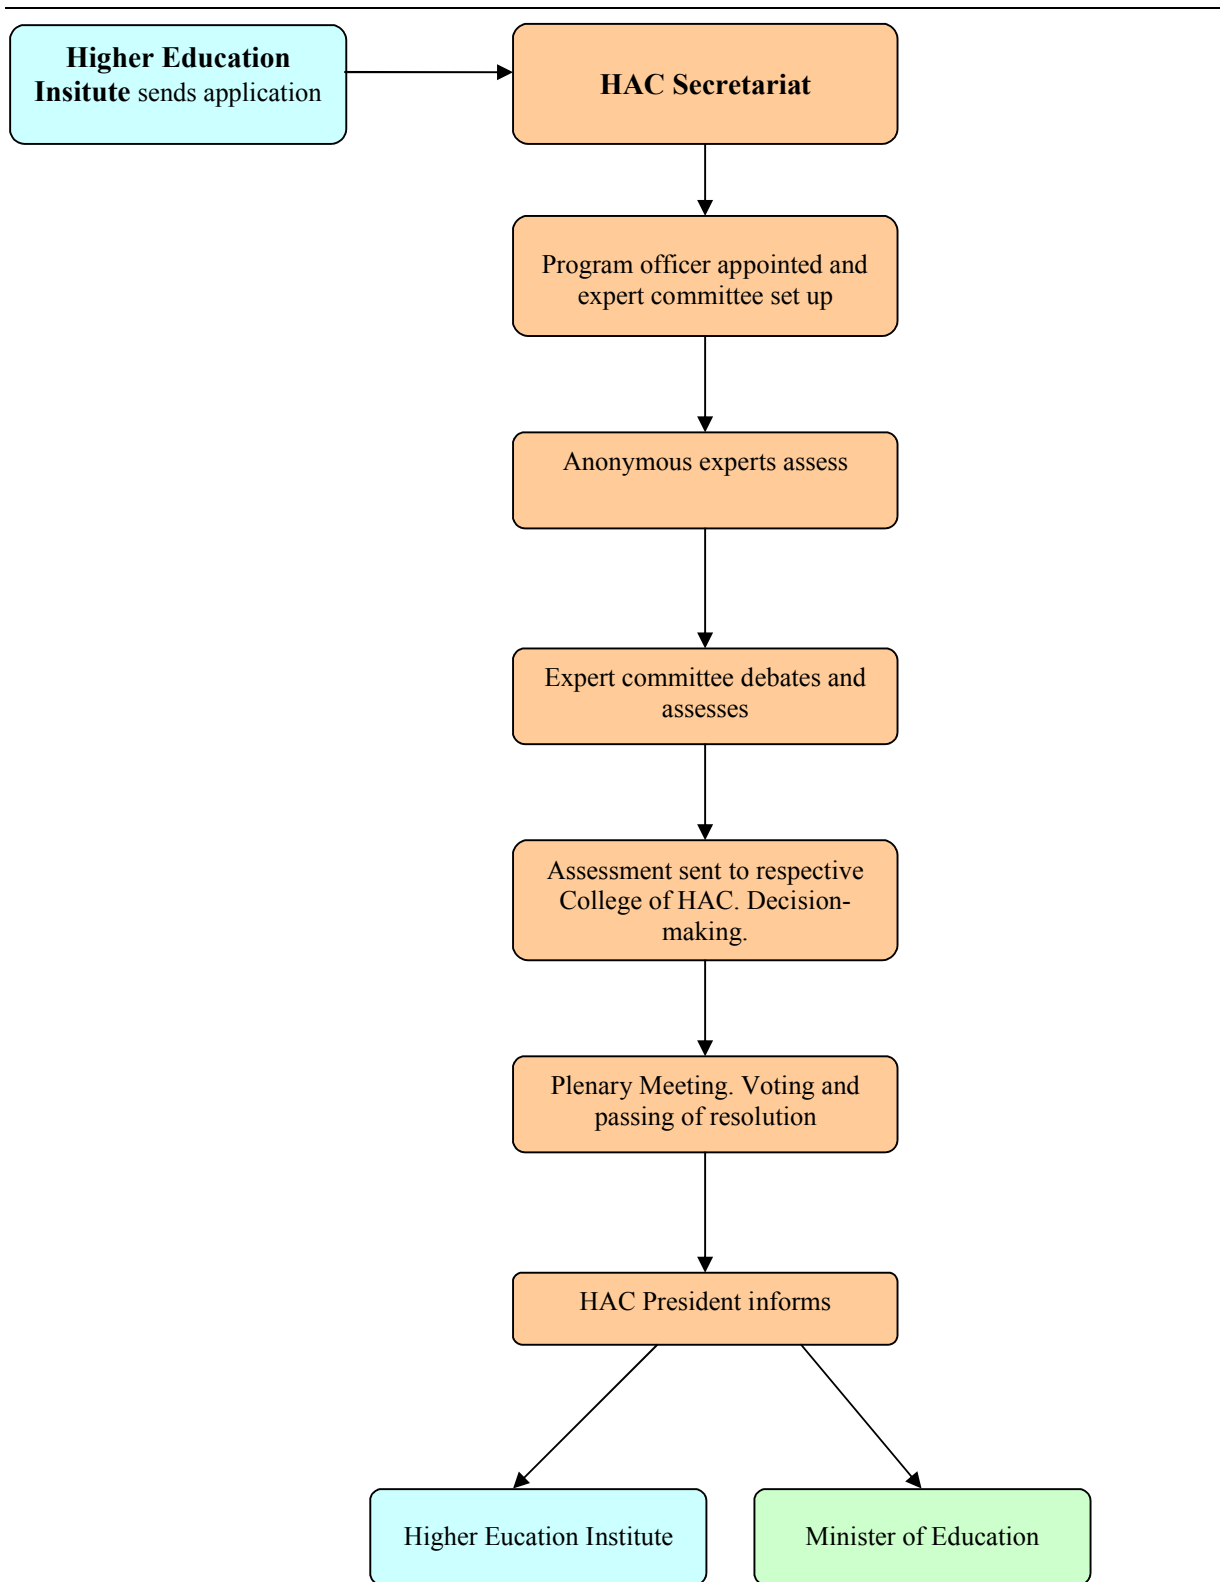 Higher Education
Insitute sends application
HAC Secretariat
Program officer appointed and
expert committee set up
Anonymous experts assess
Expert committee debates and
assesses
Assessment sent to respective
College of HAC. Decision-
making.
Plenary Meeting. Voting and
passing of resolution
HAC President informs
Higher Eucation Institute
Minister of Education